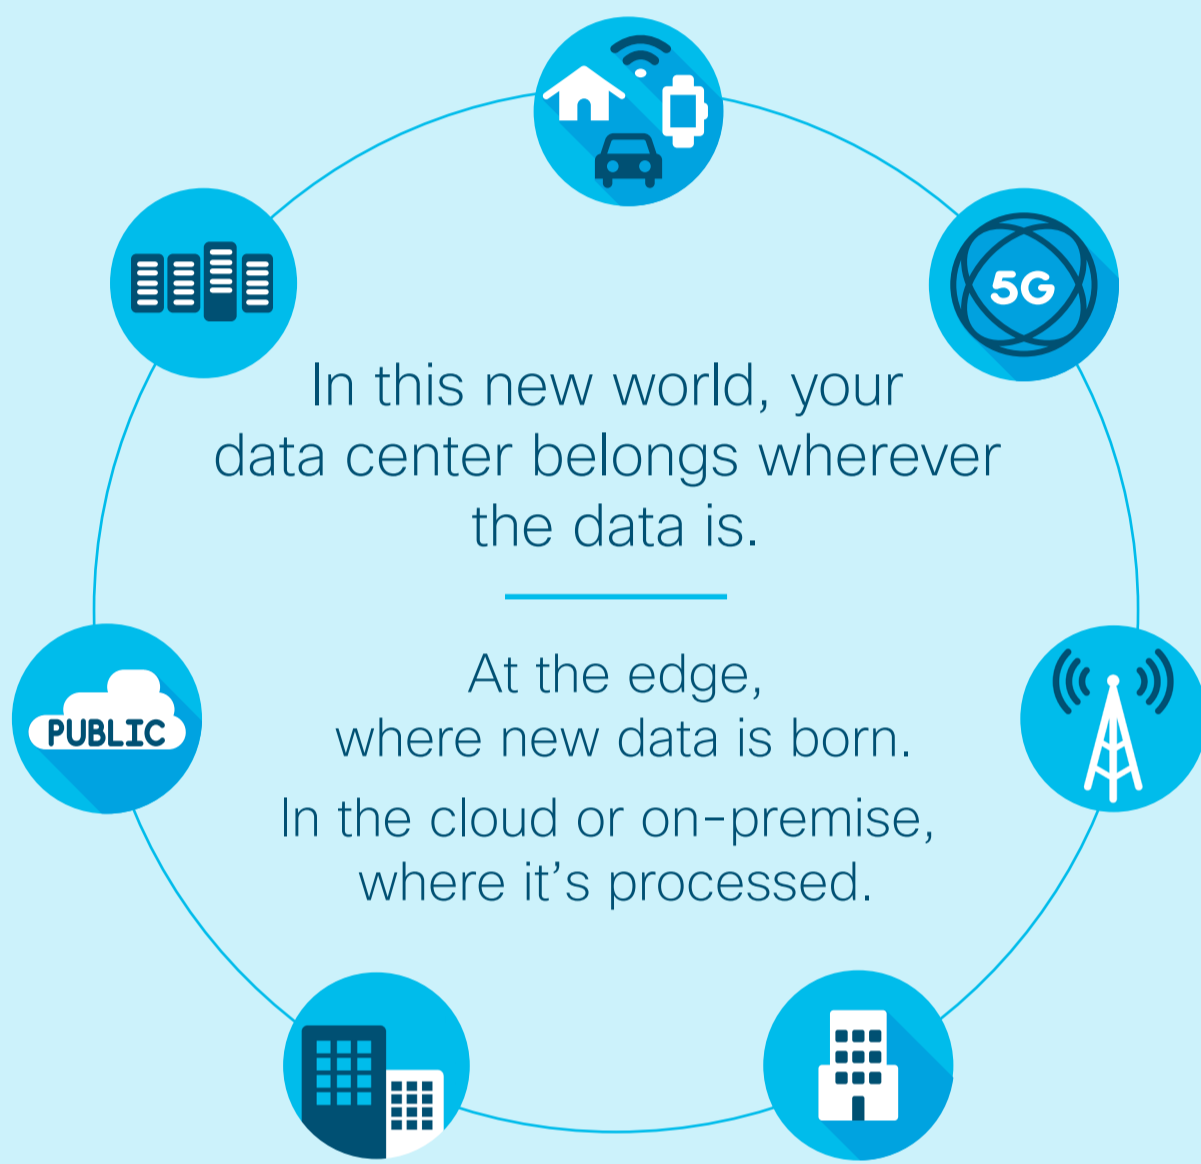 5G
In this new world, your
data center belongs wherever
the data is.
At the edge,
where new data is born.
PUBLIC
In the cloud or on-premise,
where it’s processed.